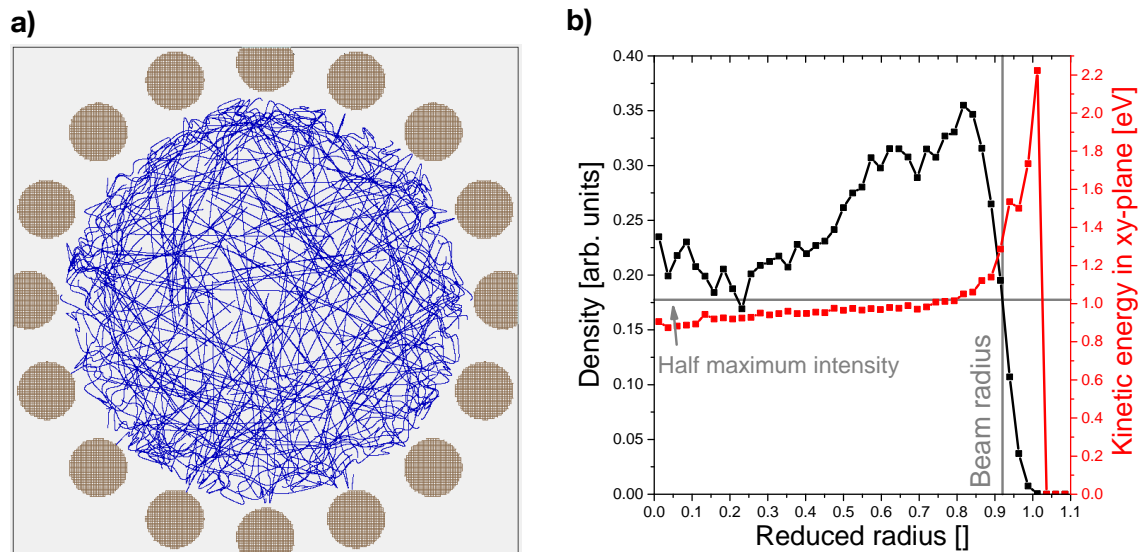 a)
b)
0.40
0.35
0.30
0.25
0.20
0.15
0.10
0.05
0.00
Density [arb. units]
2.2
2.0
1.8
1.6
1.4
1.2
1.0
0.8
0.6
0.4
0.2
0.0
Kinetic energy in xy-plane [eV]
Half maximum intensity
Beam radius
0.0 0.1 0.2 0.3 0.4 0.5 0.6 0.7 0.8 0.9 1.0 1.1
Reduced radius []